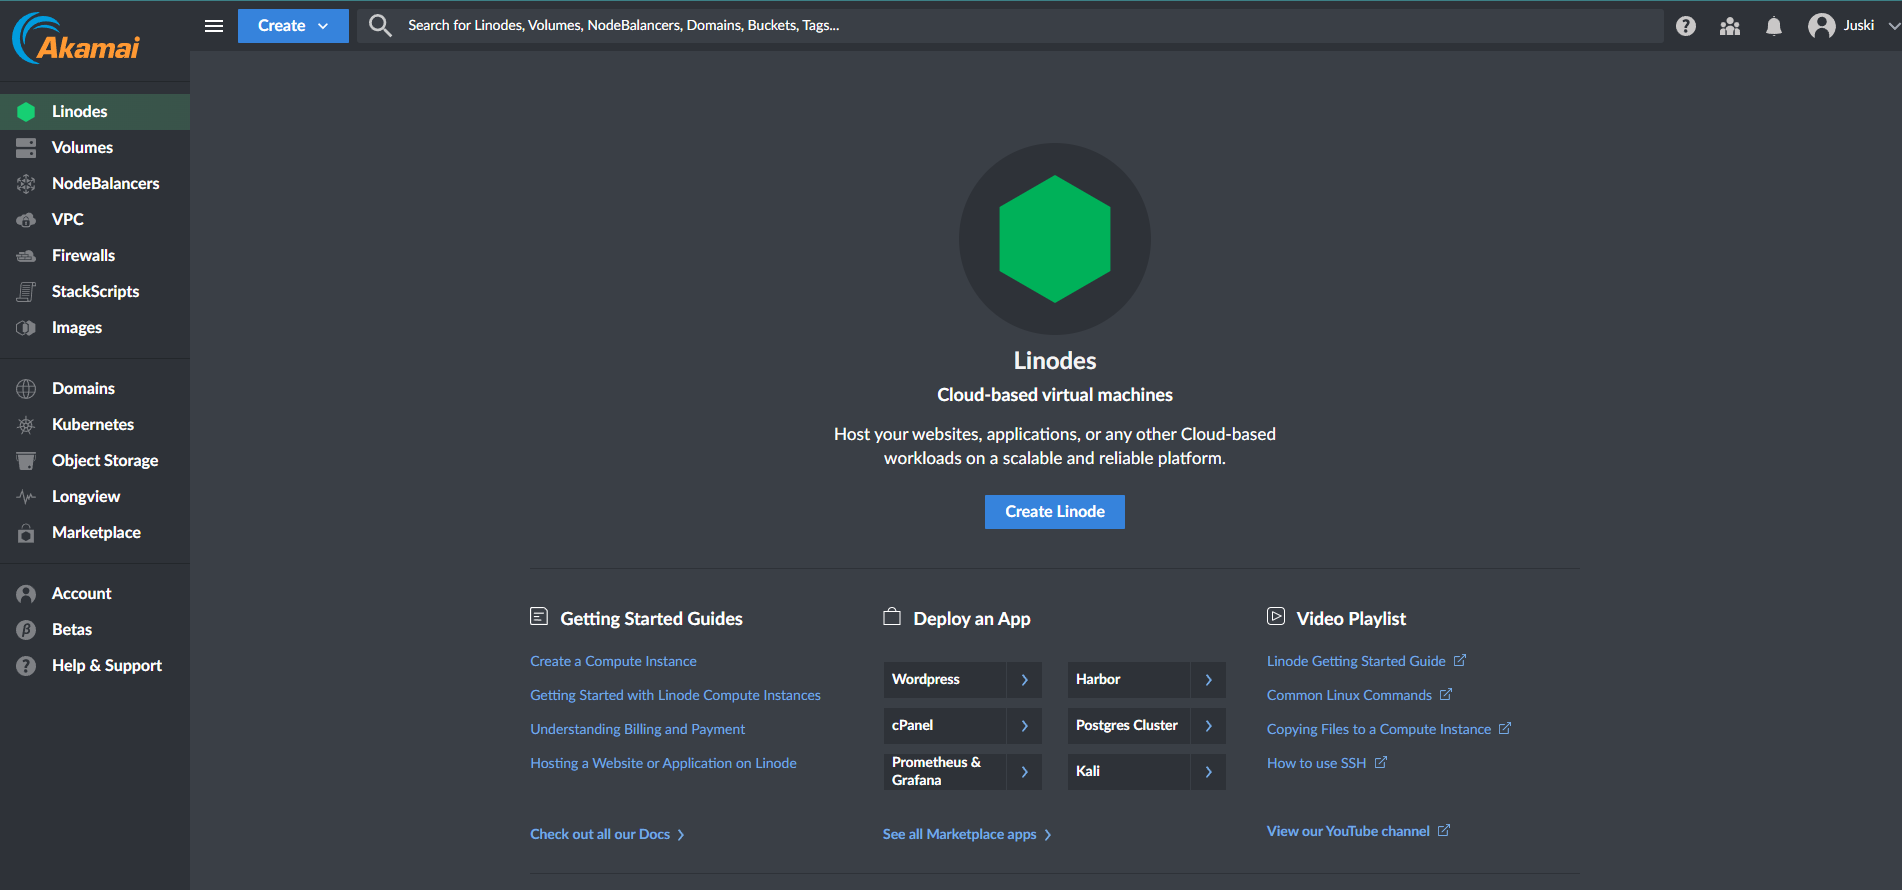 Akamai
Create
Search for Linodes, Volumes, NodeBalancers, Domains, Buckets, Tags...
?
Juski
Linodes
Volumes
NodeBalancers
VPC
Firewalls
StackScripts
Images
Domains
Kubernetes
Object Storage
Longview
Marketplace
Account
β
Betas
?
Help & Support
Linodes
Cloud-based virtual machines
Host your websites, applications, or any other Cloud-based
workloads on a scalable and reliable platform.
Create Linode
Getting Started Guides
Create a Compute Instance
Getting Started with Linode Compute Instances
Understanding Billing and Payment
Hosting a Website or Application on Linode
Check out all our Docs
Deploy an App
Wordpress
Harbor
cPanel
Postgres Cluster
Prometheus &
Grafana
Kali
See all Marketplace apps
Video Playlist
Linode Getting Started Guide
Common Linux Commands
Copying Files to a Compute Instance
How to use SSH
View our YouTube channel